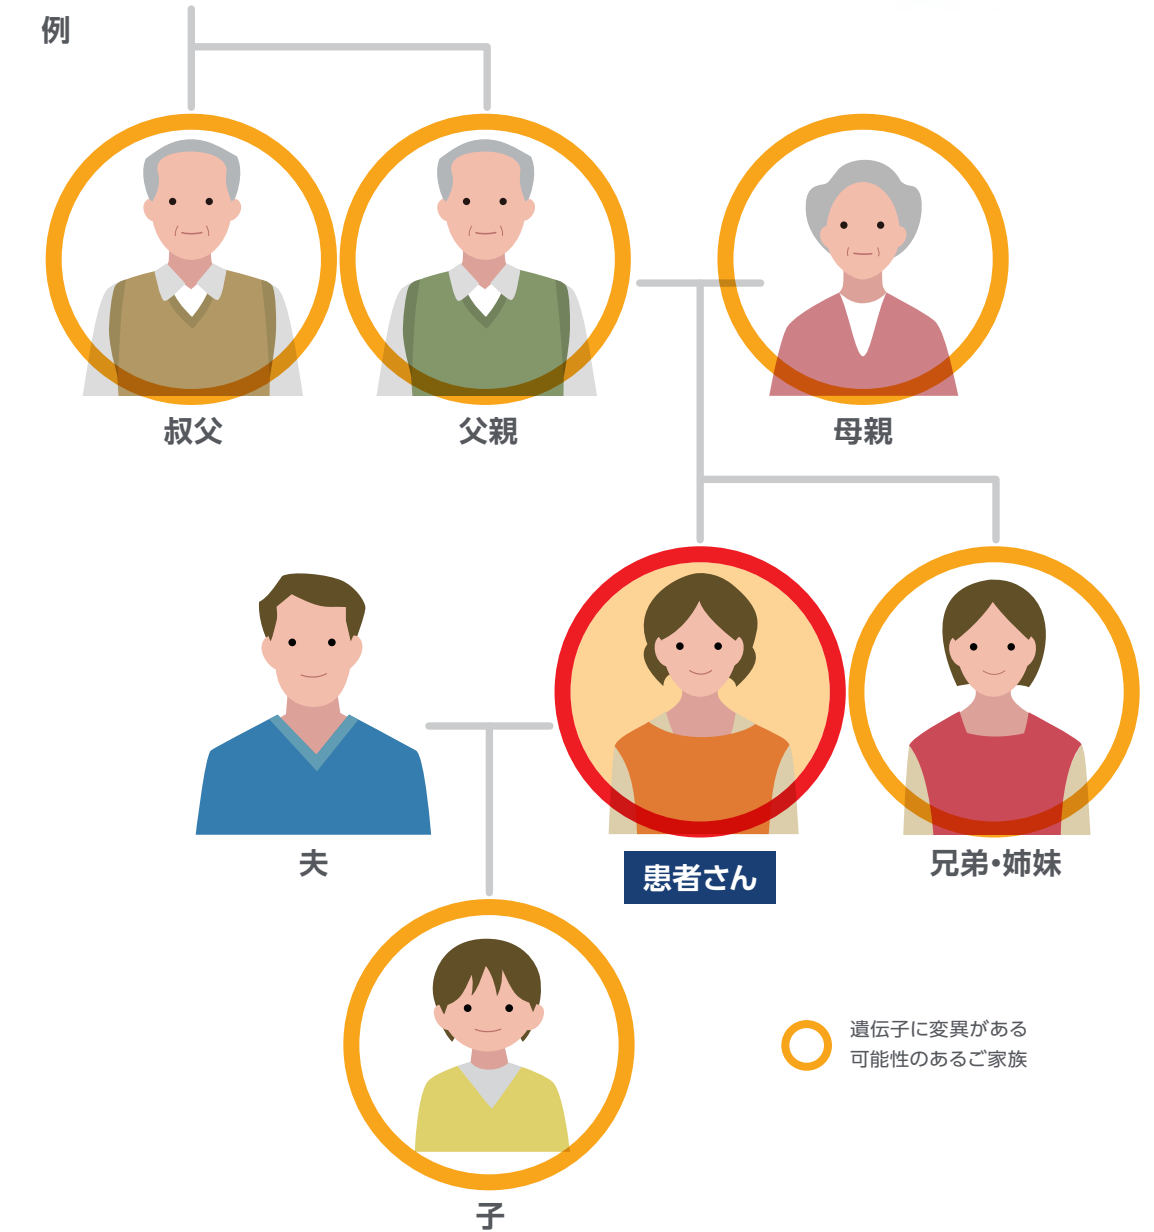 例
叔父
父親
母親
夫
患者さん
兄弟・姉妹
遺伝子に変異がある
可能性のあるご家族
子